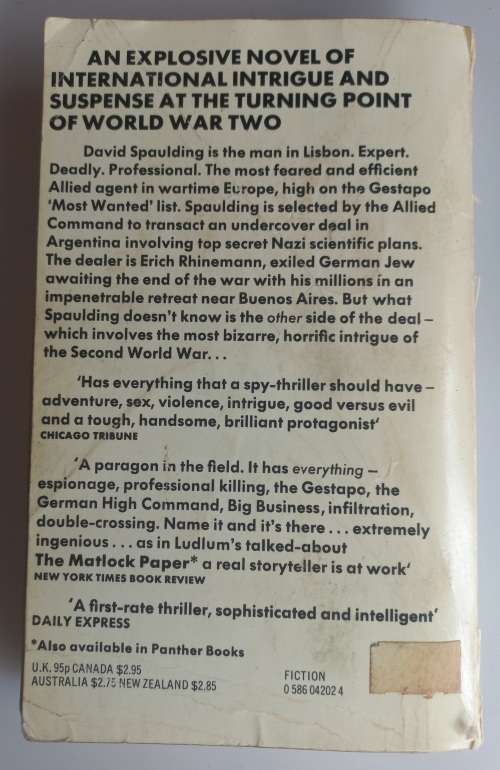 AN EXPLOSIVE NOVEL OF
INTERNATIONAL INTRIGUE AND
SUSPENSE AT THE TURNING POINT
OF WORLD WAR TWO
David Spaulding is the man in Lisbon. Expert.
Deadly. Professional. The most feared and efficient
Allied agent in wartime Europe, high on the Gestapo
'Most Wanted' list. Spaulding is selected by the Allied
Command to transact an undercover deal in
Argentina involving top secret Nazi scientific plans.
The dealer is Erich Rhinemann, exiled German Jew
awaiting the end of the war with his millions in an
impenetrable retreat near Buenos Aires. But what
Spaulding doesn't know is the other side of the deal –
which involves the most bizarre, horrific intrigue of
the Second World War...
'Has everything that a spy-thriller should have –
adventure, sex, violence, intrigue, good versus evil
and a tough, handsome, brilliant protagonist'
CHICAGO TRIBUNE
'A paragon in the field. It has everything –
espionage, professional killing, the Gestapo, the
German High Command, Big Business, infiltration,
double-crossing. Name it and it's there... extremely
ingenious... as in Ludlum's talked-about
The Matlock Paper* a real storyteller is at work'
NEW YORK TIMES BOOK REVIEW
'A first-rate thriller, sophisticated and intelligent'
DAILY EXPRESS
*Also available in Panther Books
U.K. 95p CANADA $2.95
AUSTRALIA $2.75 NEW ZEALAND $2.85
FICTION
0 586 04202 4